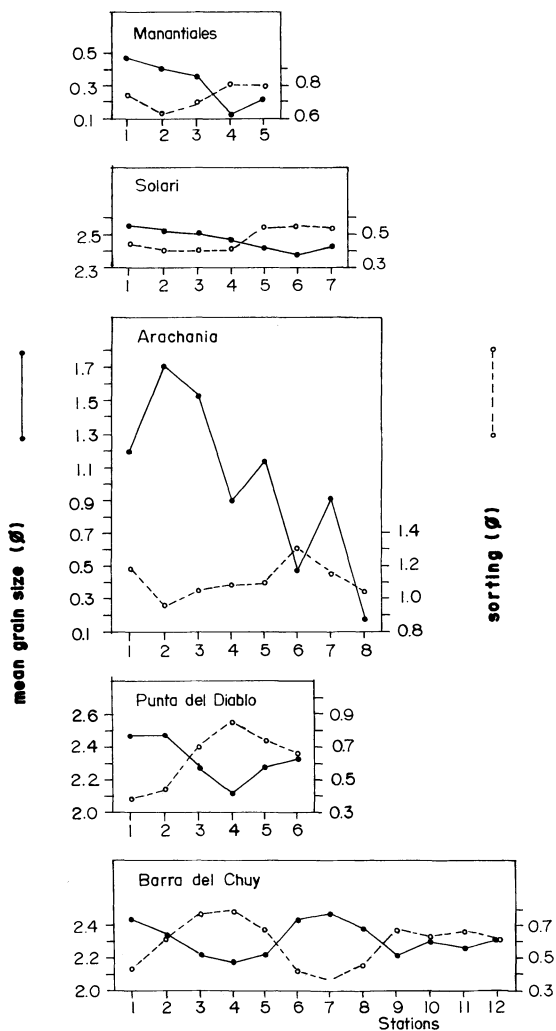 Manantiales
0.5
0.3
0.1
0.8
0.6
1 2 3 4 5
Solari
2.5
2.3
0.5
0.3
1 2 3 4 5 6 7
Arachania
1.7
1.5
1.3
1.1
0.9
0.7
0.5
0.3
0.1
1.4
1.2
1.0
0.8
1 2 3 4 5 6 7 8
mean grain size (Ø)
sorting (Ø)
Punta del Diablo
2.6
2.4
2.2
2.0
0.9
0.7
0.5
0.3
1 2 3 4 5 6
Barra del Chuy
2.4
2.2
2.0
0.7
0.5
0.3
1 2 3 4 5 6 7 8 9 10 11 12
Stations